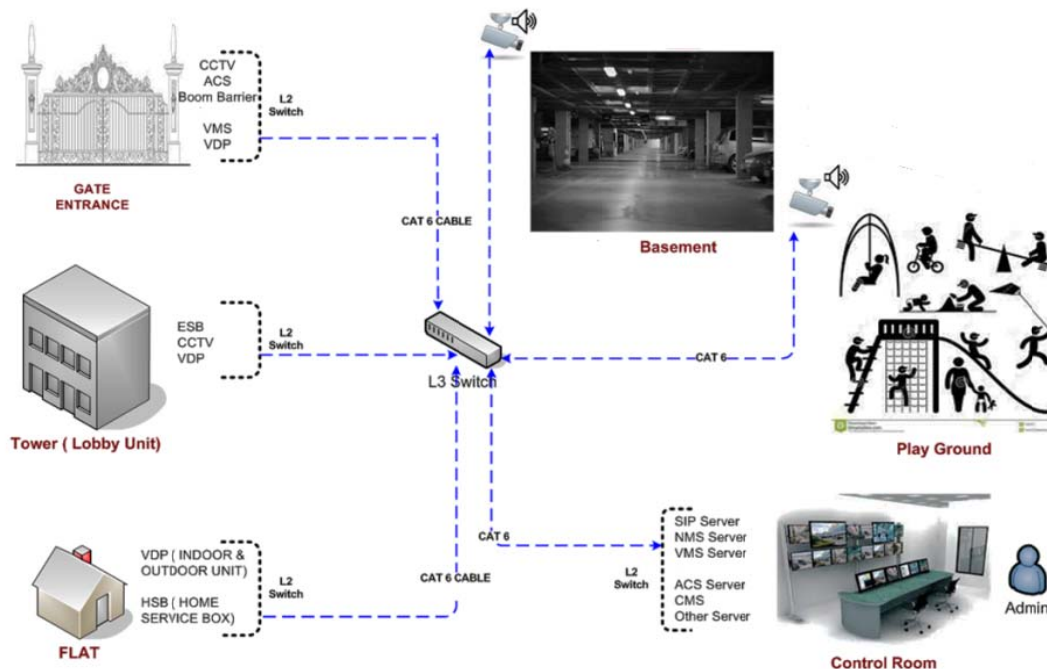 CCTV
ACS
Boom Barrier
VMS
VDP
L2
Switch
GATE
ENTRANCE
CAT 6 CABLE
Basement
ESB
CCTV
VDP
L2
Switch
Tower ( Lobby Unit)
L3 Switch
CAT 6
Play Ground
VDP ( INDOOR &
OUTDOOR UNIT)
HSB ( HOME
SERVICE BOX)
L2
Switch
FLAT
CAT 6 CABLE
CAT 6
L2
Switch
SIP Server
NMS Server
VMS Server
ACS Server
CMS
Other Server
Control Room
Admin